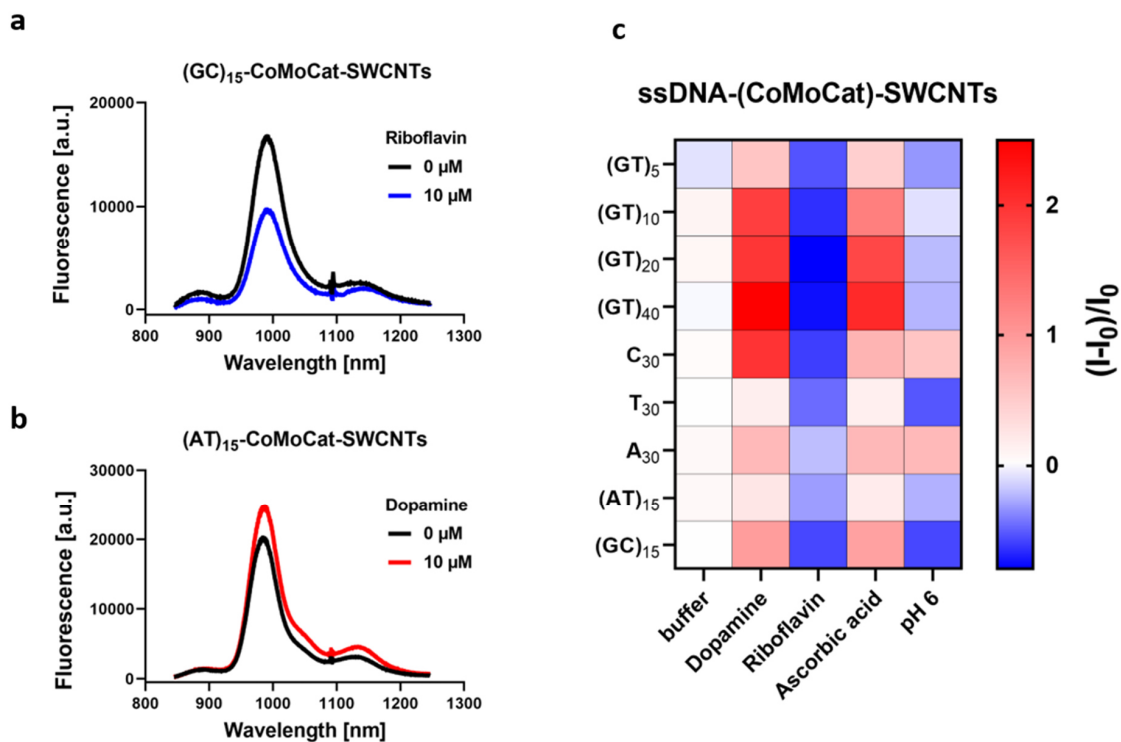 a
(GC)₁₅-CoMoCat-SWCNTs
Fluorescence [a.u.]
20000
10000
0
Riboflavin
0 μM
10 μM
800 900 1000 1100 1200 1300
Wavelength [nm]
b
(AT)₁₅-CoMoCat-SWCNTs
Fluorescence [a.u.]
30000
20000
10000
0
Dopamine
0 μM
10 μM
800 900 1000 1100 1200 1300
Wavelength [nm]
c
ssDNA-(CoMoCat)-SWCNTs
(GT)₅
(GT)₁₀
(GT)₂₀
(GT)₄₀
C₃₀
T₃₀
A₃₀
(AT)₁₅
(GC)₁₅
buffer
Dopamine
Riboflavin
Ascorbic acid
pH 6
2
1
0
(I-I₀)/I₀